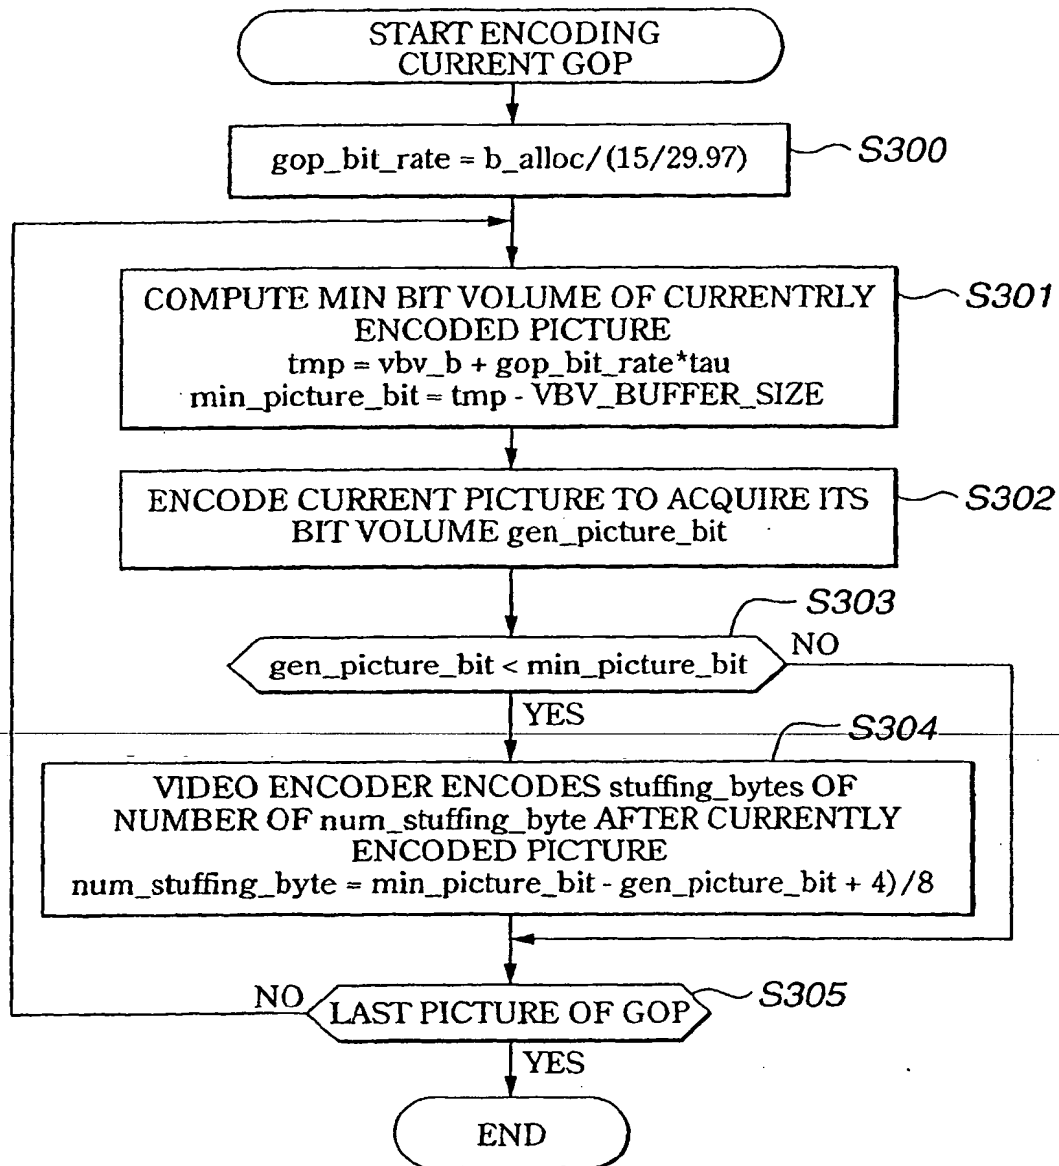 START ENCODING
CURRENT GOP
gop_bit_rate = b_alloc/(15/29.97)
S300
COMPUTE MIN BIT VOLUME OF CURRENTRLY
ENCODED PICTURE
tmp = vbv_b + gop_bit_rate*tau
min_picture_bit = tmp - VBV_BUFFER_SIZE
S301
ENCODE CURRENT PICTURE TO ACQUIRE ITS
BIT VOLUME gen_picture_bit
S302
S303
gen_picture_bit < min_picture_bit
NO
YES
S304
VIDEO ENCODER ENCODES stuffing_bytes OF
NUMBER OF num_stuffing_byte AFTER CURRENTLY
ENCODED PICTURE
num_stuffing_byte = min_picture_bit - gen_picture_bit + 4)/8
NO
LAST PICTURE OF GOP
S305
YES
END